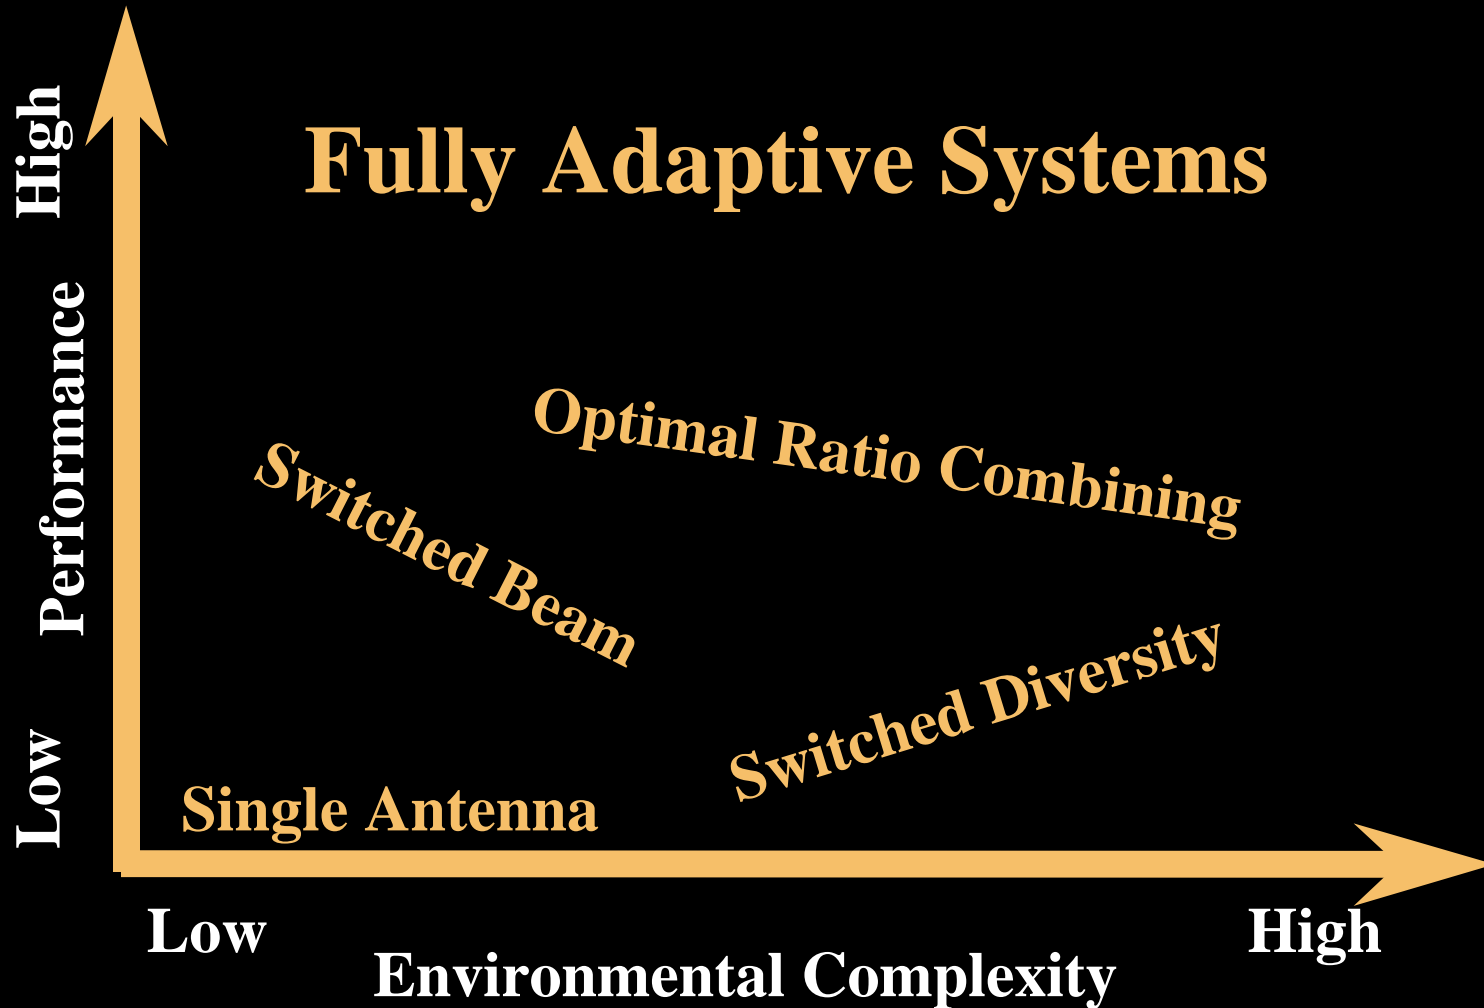 High
Fully Adaptive Systems
Performance
Optimal Ratio Combining
Switched Beam
Switched Diversity
Low
Single Antenna
Low
High
Environmental Complexity